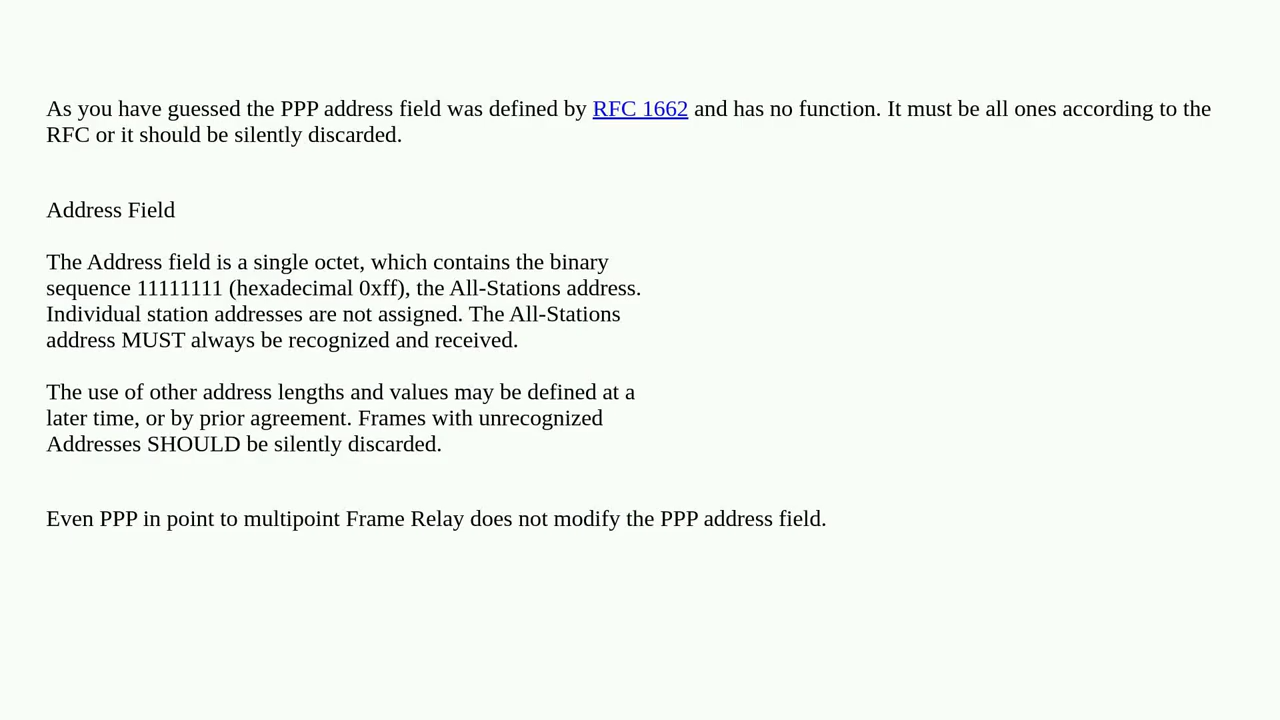 As you have guessed the PPP address field was defined by RFC 1662 and has no function. It must be all ones according to the
RFC or it should be silently discarded.
Address Field
The Address field is a single octet, which contains the binary
sequence 11111111 (hexadecimal 0xff), the All-Stations address.
Individual station addresses are not assigned. The All-Stations
address MUST always be recognized and received.
The use of other address lengths and values may be defined at a
later time, or by prior agreement. Frames with unrecognized
Addresses SHOULD be silently discarded.
Even PPP in point to multipoint Frame Relay does not modify the PPP address field.